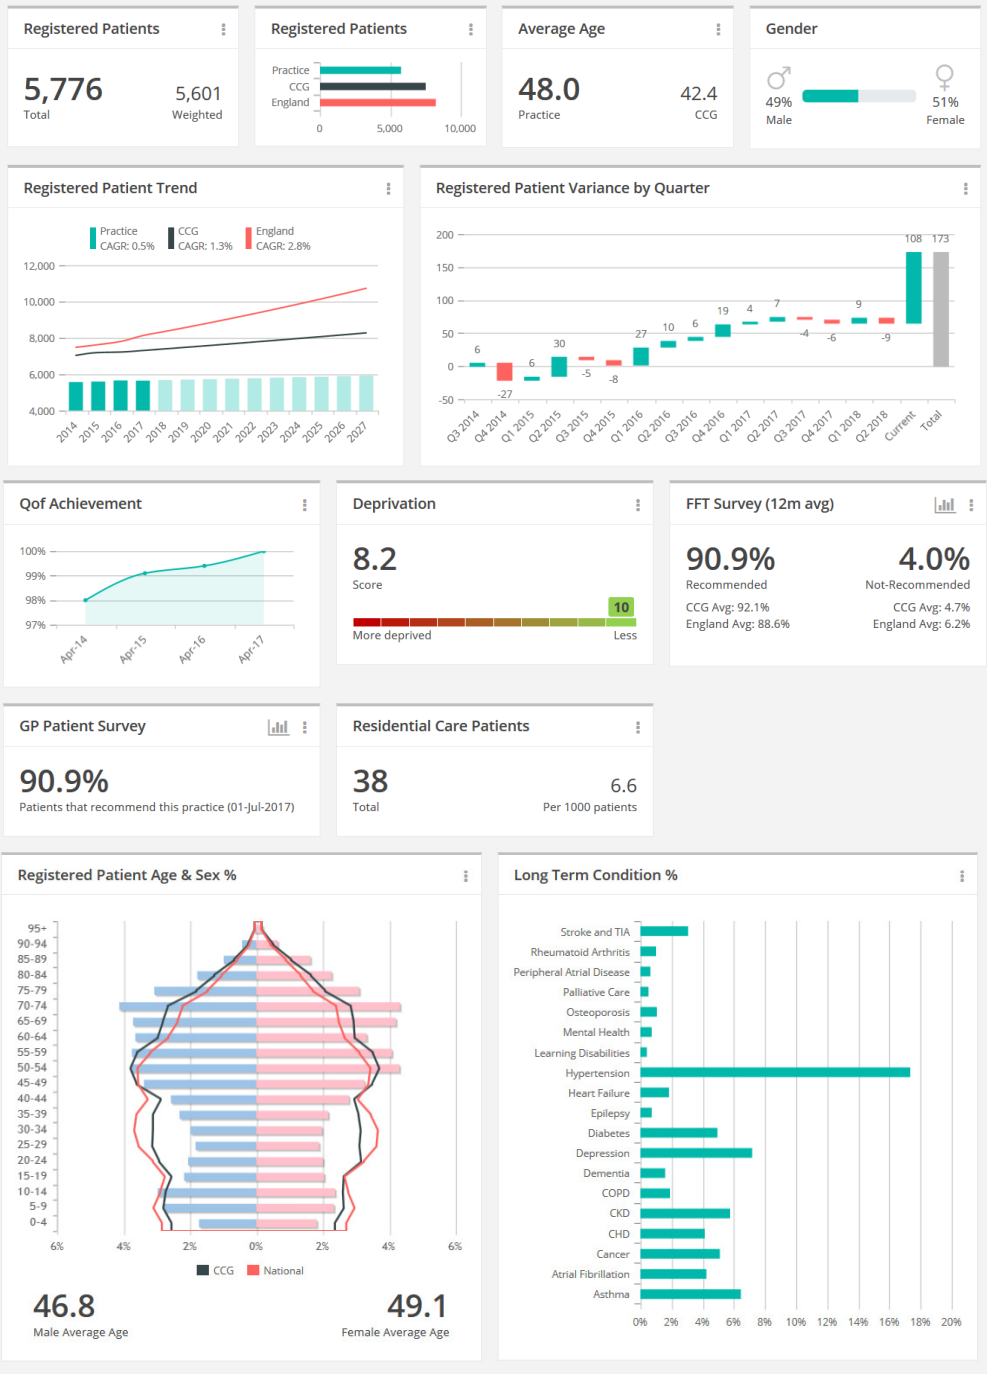 Registered Patients
5,776
Total
5,601
Weighted
Registered Patients
Practice
CCG
England
0 5,000 10,000
Average Age
48.0
Practice
42.4
CCG
Gender
49%
Male
51%
Female
Registered Patient Trend
Practice
CAGR: 0.5%
CCG
CAGR: 1.3%
England
CAGR: 2.8%
12,000
10,000
8,000
6,000
4,000
2014 2015 2016 2017 2018 2019 2020 2021 2022 2023 2024 2025 2026 2027
Registered Patient Variance by Quarter
200
150
100
50
0
-50
6 -27 6 30 -5 -8 27 10 6 19 4 7 -4 -6 9 -9 108 173
Q3 2014 Q4 2014 Q1 2015 Q2 2015 Q3 2015 Q4 2015 Q1 2016 Q2 2016 Q3 2016 Q4 2016 Q1 2017 Q2 2017 Q3 2017 Q4 2017 Q1 2018 Q2 2018 Current Total
Qof Achievement
100%
99%
98%
97%
Apr-14 Apr-15 Apr-16 Apr-17
Deprivation
8.2
Score
10
More deprived Less
FFT Survey (12m avg)
90.9%
Recommended
CCG Avg: 92.1%
England Avg: 88.6%
4.0%
Not-Recommended
CCG Avg: 4.7%
England Avg: 6.2%
GP Patient Survey
90.9%
Patients that recommend this practice (01-Jul-2017)
Residential Care Patients
38
Total
6.6
Per 1000 patients
Registered Patient Age & Sex %
95+
90-94
85-89
80-84
75-79
70-74
65-69
60-64
55-59
50-54
45-49
40-44
35-39
30-34
25-29
20-24
15-19
10-14
5-9
0-4
6% 4% 2% 0% 2% 4% 6%
CCG National
46.8
Male Average Age
49.1
Female Average Age
Long Term Condition %
Stroke and TIA
Rheumatoid Arthritis
Peripheral Atrial Disease
Palliative Care
Osteoporosis
Mental Health
Learning Disabilities
Hypertension
Heart Failure
Epilepsy
Diabetes
Depression
Dementia
COPD
CKD
CHD
Cancer
Atrial Fibrillation
Asthma
0% 2% 4% 6% 8% 10% 12% 14% 16% 18% 20%